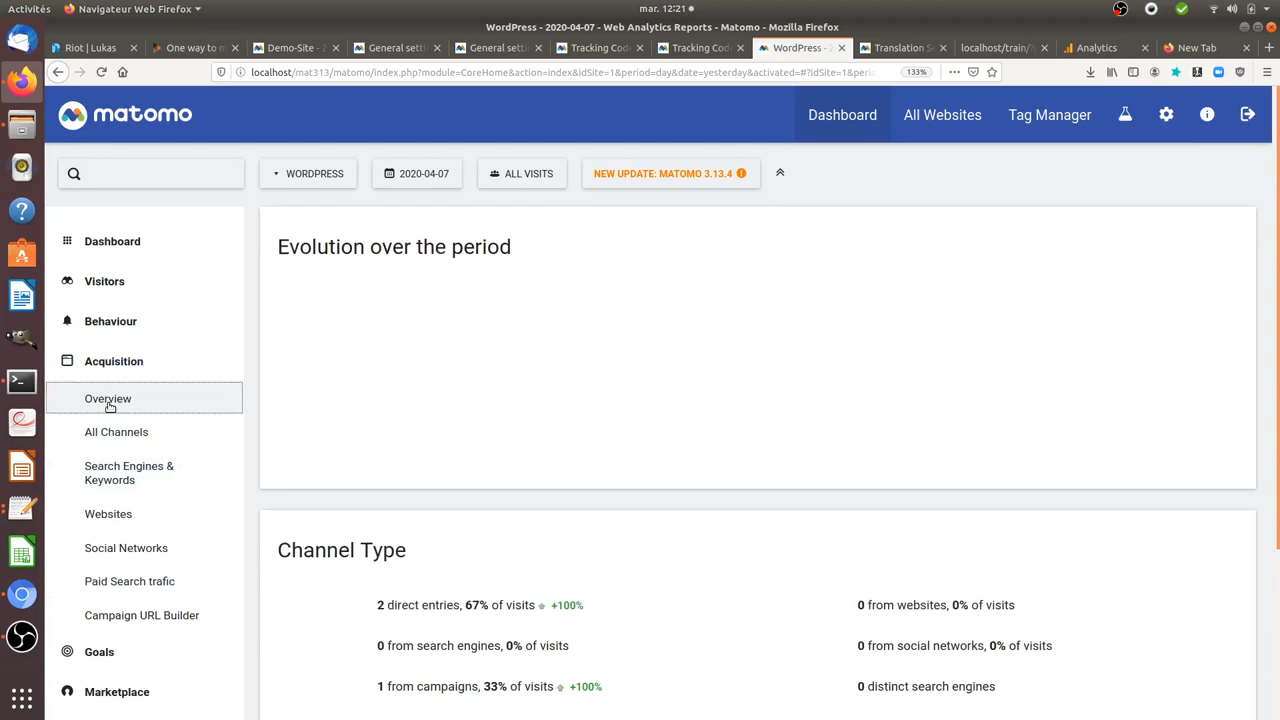 Activités
Navigateur Web Firefox
mar. 12:21
WordPress - 2020-04-07 - Web Analytics Reports - Matomo - Mozilla Firefox
Riot | Lukas
One way to m
Demo-Site - 2
General setti
General setti
Tracking Cod
Tracking Cod
WordPress -
Translation Se
localhost/train/
Analytics
New Tab
localhost/mat313/matomo/index.php?module=CoreHome&action=index&idSite=1&period=day&date=yesterday&activated=#?idSite=1&perio
133%
matomo
Dashboard
All Websites
Tag Manager
WORDPRESS
2020-04-07
ALL VISITS
NEW UPDATE: MATOMO 3.13.4
Dashboard
Visitors
Behaviour
Acquisition
Overview
All Channels
Search Engines &
Keywords
Websites
Social Networks
Paid Search trafic
Campaign URL Builder
Goals
Marketplace
Evolution over the period
Channel Type
2 direct entries, 67% of visits +100%
0 from websites, 0% of visits
0 from search engines, 0% of visits
0 from social networks, 0% of visits
1 from campaigns, 33% of visits +100%
0 distinct search engines